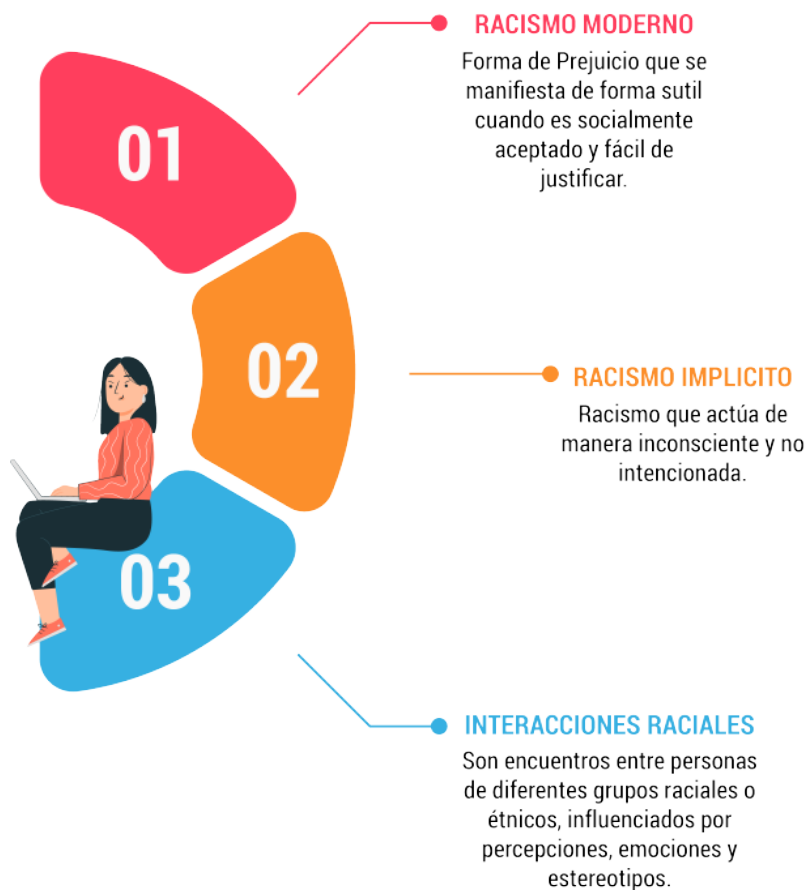 01
RACISMO MODERNO
Forma de Prejuicio que se
manifiesta de forma sutil
cuando es socialmente
aceptado y fácil de
justificar.
02
RACISMO IMPLICITO
Racismo que actúa de
manera inconsciente y no
intencionada.
03
INTERACCIONES RACIALES
Son encuentros entre personas
de diferentes grupos raciales o
étnicos, influenciados por
percepciones, emociones y
estereotipos.